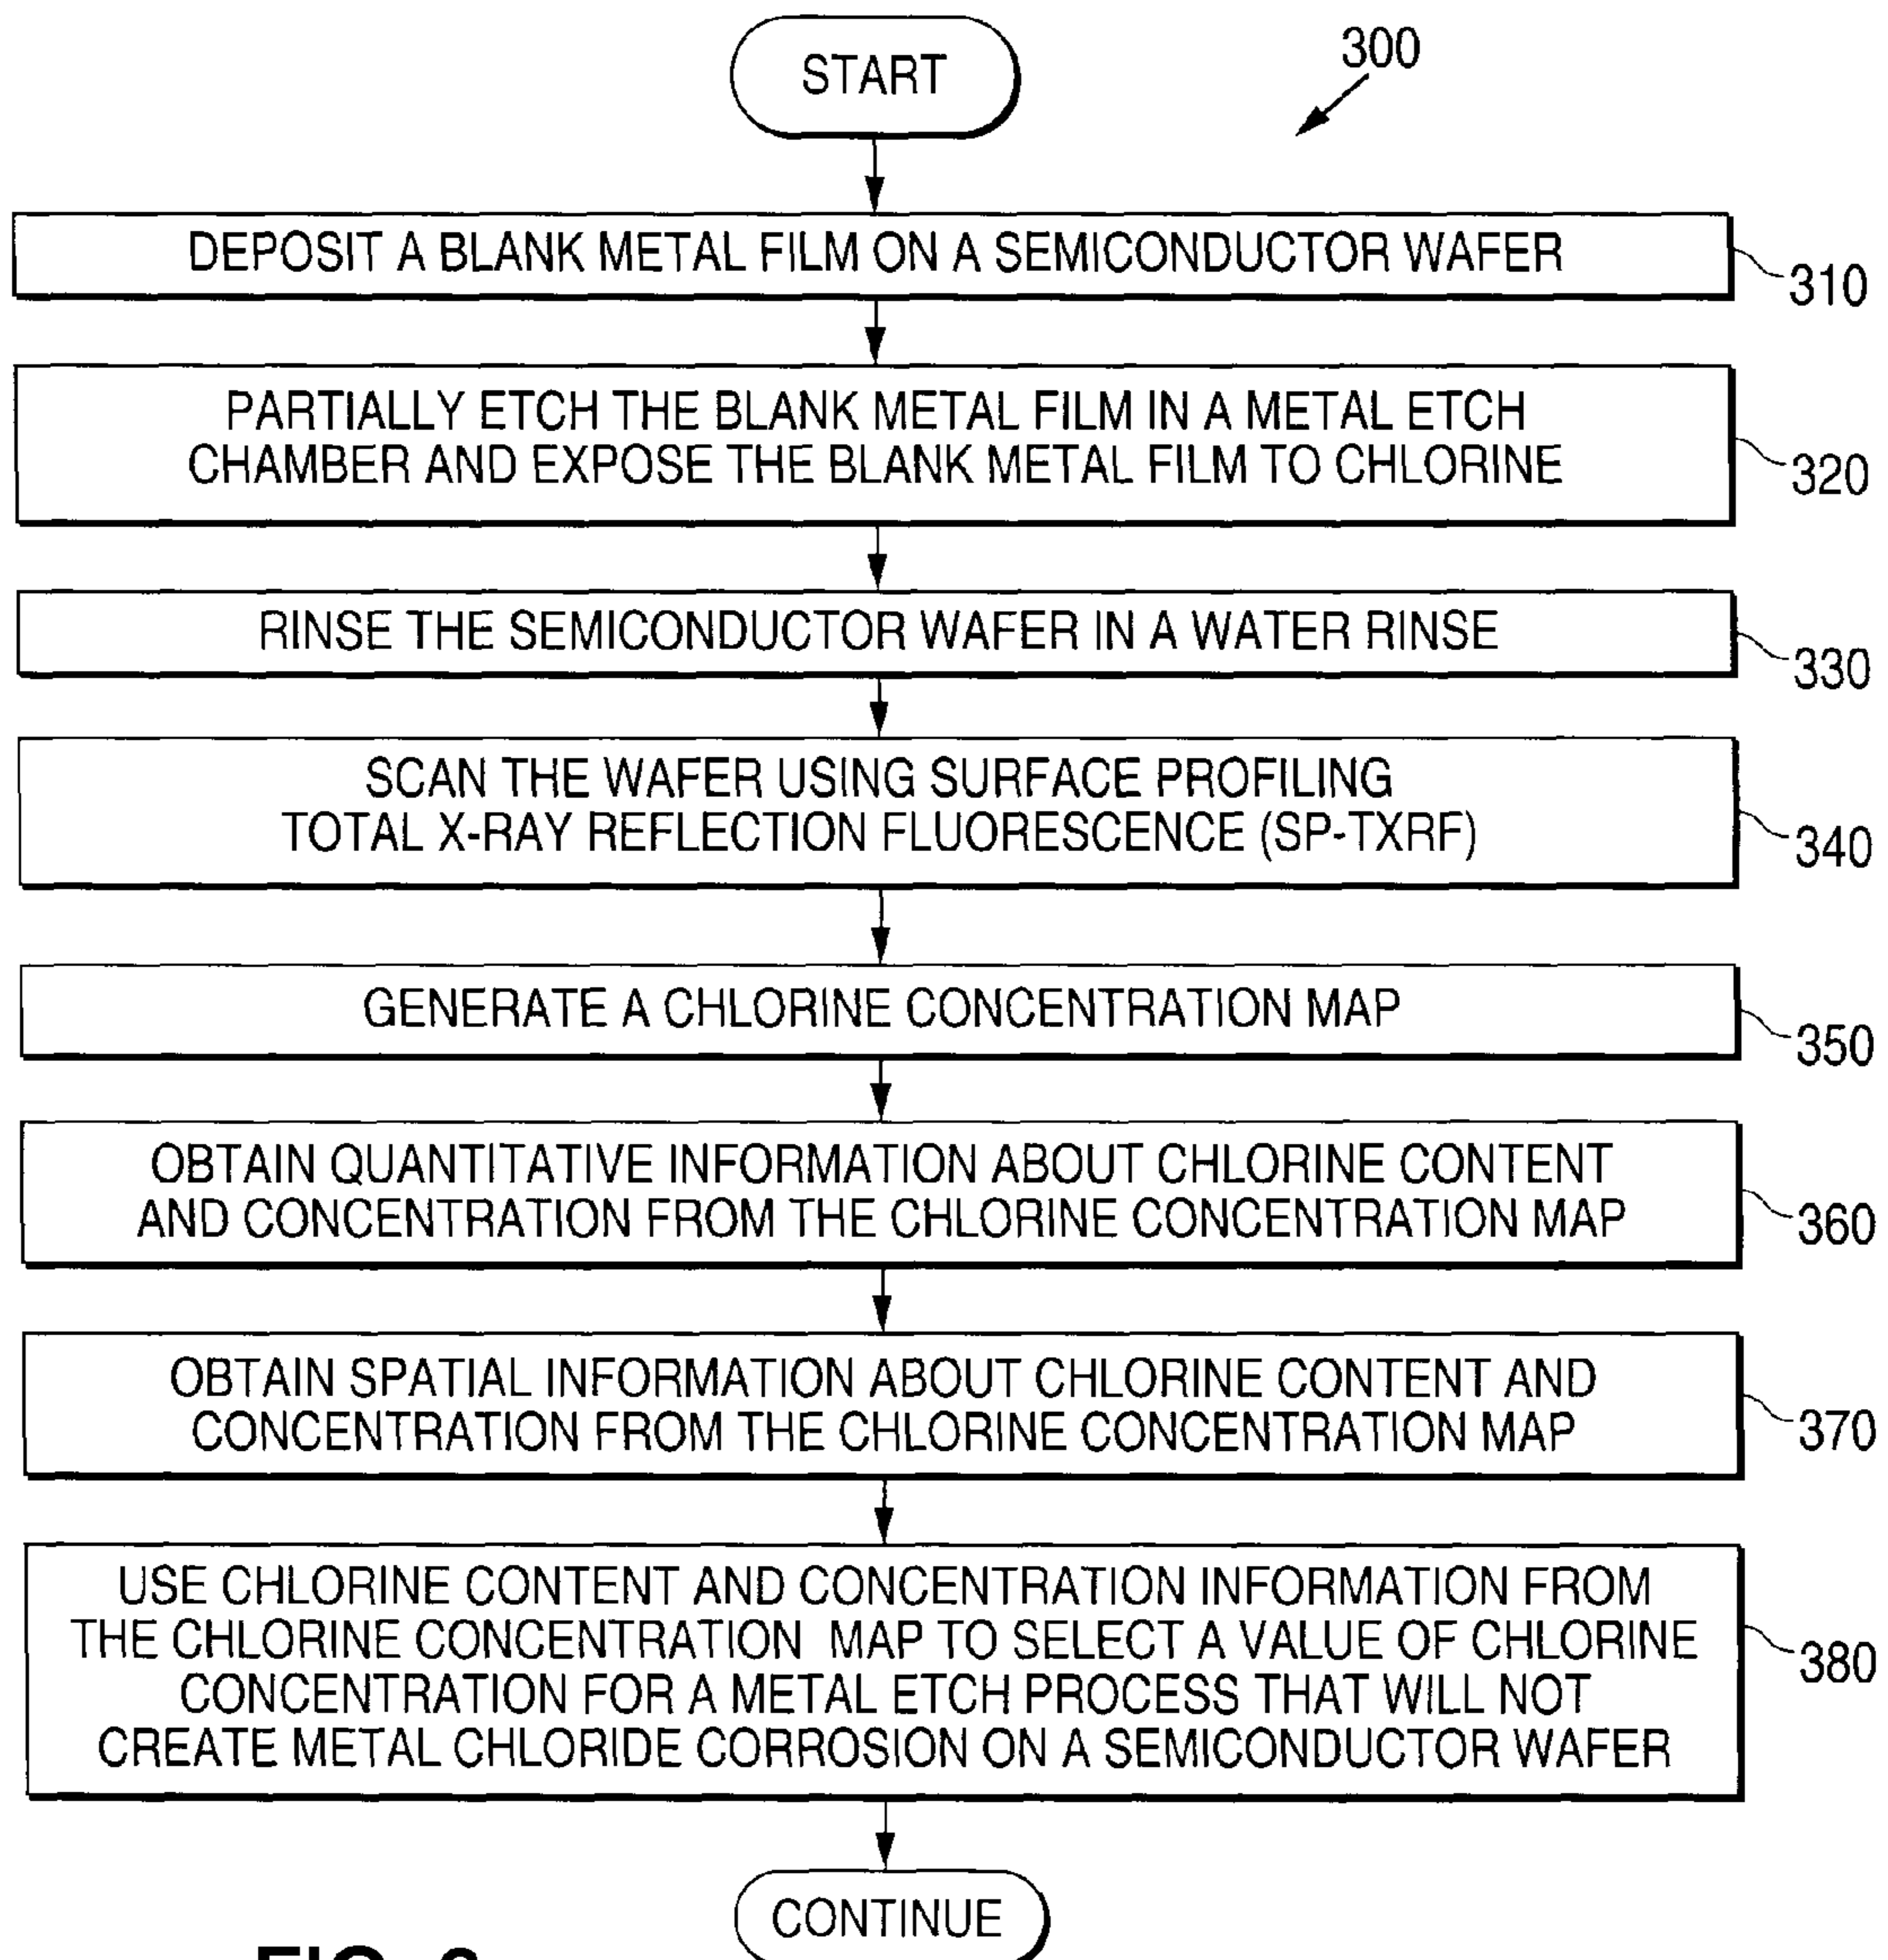 START
300
DEPOSIT A BLANK METAL FILM ON A SEMICONDUCTOR WAFER
310
PARTIALLY ETCH THE BLANK METAL FILM IN A METAL ETCH
CHAMBER AND EXPOSE THE BLANK METAL FILM TO CHLORINE
320
RINSE THE SEMICONDUCTOR WAFER IN A WATER RINSE
330
SCAN THE WAFER USING SURFACE PROFILING
TOTAL X-RAY REFLECTION FLUORESCENCE (SP-TXRF)
340
GENERATE A CHLORINE CONCENTRATION MAP
350
OBTAIN QUANTITATIVE INFORMATION ABOUT CHLORINE CONTENT
AND CONCENTRATION FROM THE CHLORINE CONCENTRATION MAP
360
OBTAIN SPATIAL INFORMATION ABOUT CHLORINE CONTENT AND
CONCENTRATION FROM THE CHLORINE CONCENTRATION MAP
370
USE CHLORINE CONTENT AND CONCENTRATION INFORMATION FROM
THE CHLORINE CONCENTRATION MAP TO SELECT A VALUE OF CHLORINE
CONCENTRATION FOR A METAL ETCH PROCESS THAT WILL NOT
CREATE METAL CHLORIDE CORROSION ON A SEMICONDUCTOR WAFER
380
CONTINUE
FIG.